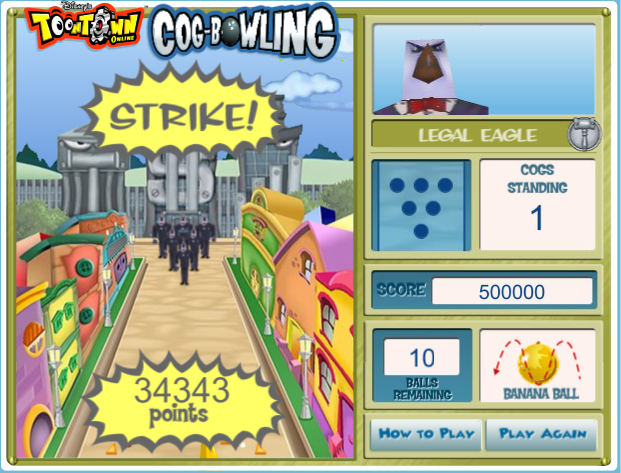 Disney's
TOONTOWN
ONLINE
COG-BOWLING
STRIKE!
LEGAL EAGLE
COGS
STANDING
1
SCORE 500000
10
BALLS
REMAINING
BANANA BALL
34343
points
HOW TO PLAY
PLAY AGAIN